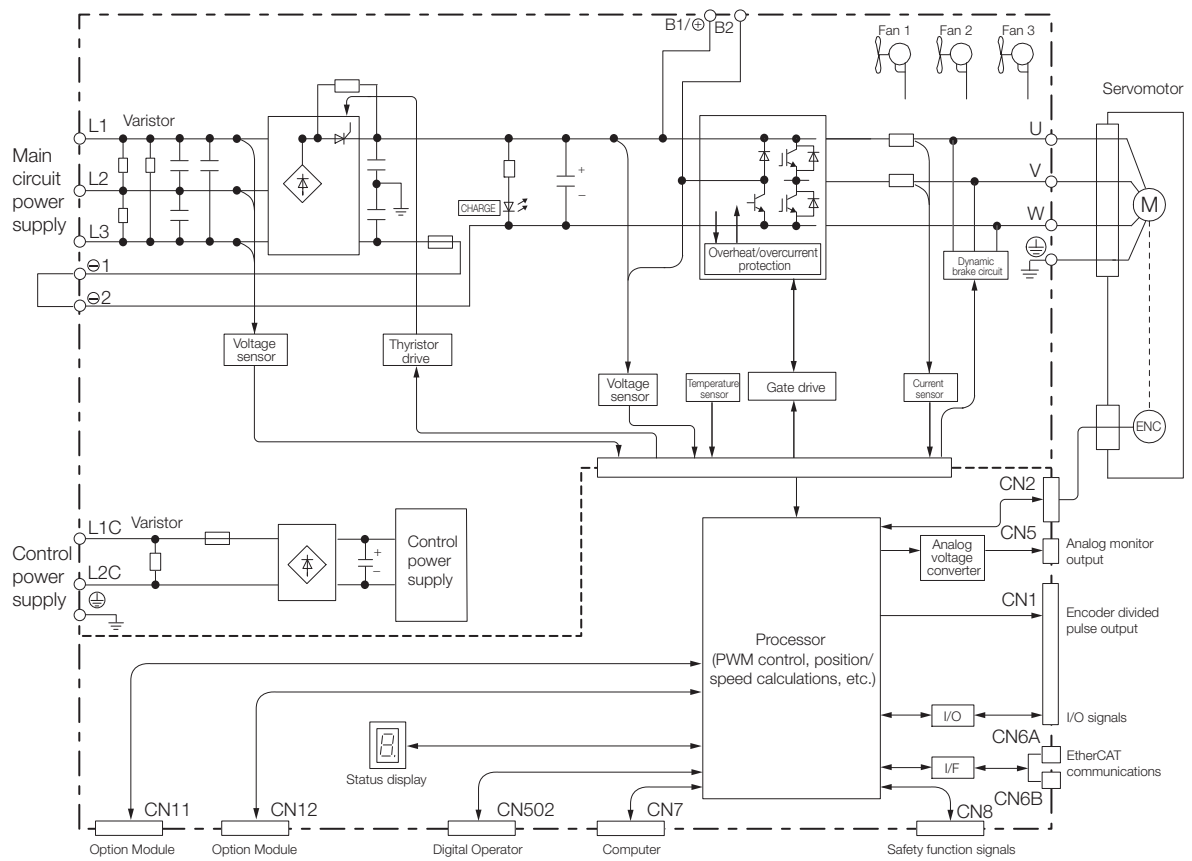 B1/⊕ B2
Fan 1
Fan 2
Fan 3
Servomotor
Main
circuit
power
supply
L1
Varistor
L2
L3
⊖1
⊖2
+
–
CHARGE
Overheat/overcurrent
protection
U
V
W
M
Dynamic
brake circuit
Voltage
sensor
Thyristor
drive
Voltage
sensor
Temperature
sensor
Gate drive
Current
sensor
ENC
Control
power
supply
L1C
Varistor
L2C
+
–
Control
power
supply
CN2
CN5
Analog
voltage
converter
Analog monitor
output
CN1
Encoder divided
pulse output
Processor
(PWM control, position/
speed calculations, etc.)
I/O
I/O signals
CN6A
I/F
EtherCAT
communications
CN6B
8.
Status display
CN11
CN12
CN502
CN7
CN8
Option Module
Option Module
Digital Operator
Computer
Safety function signals